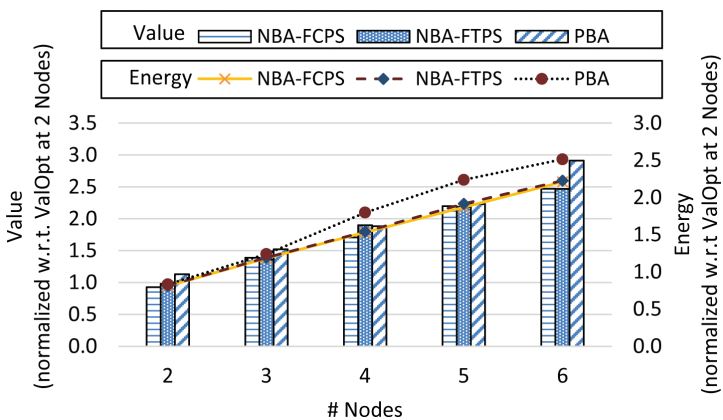 Value NBA-FCPS NBA-FTPS PBA
Energy NBA-FCPS NBA-FTPS PBA
Value
(normalized w.r.t. ValOpt at 2 Nodes)
3.5
3.0
2.5
2.0
1.5
1.0
0.5
0.0
3.0
2.5
2.0
1.5
1.0
0.5
0.0
Energy
(normalized w.r.t ValOpt at 2 Nodes)
2 3 4 5 6
# Nodes